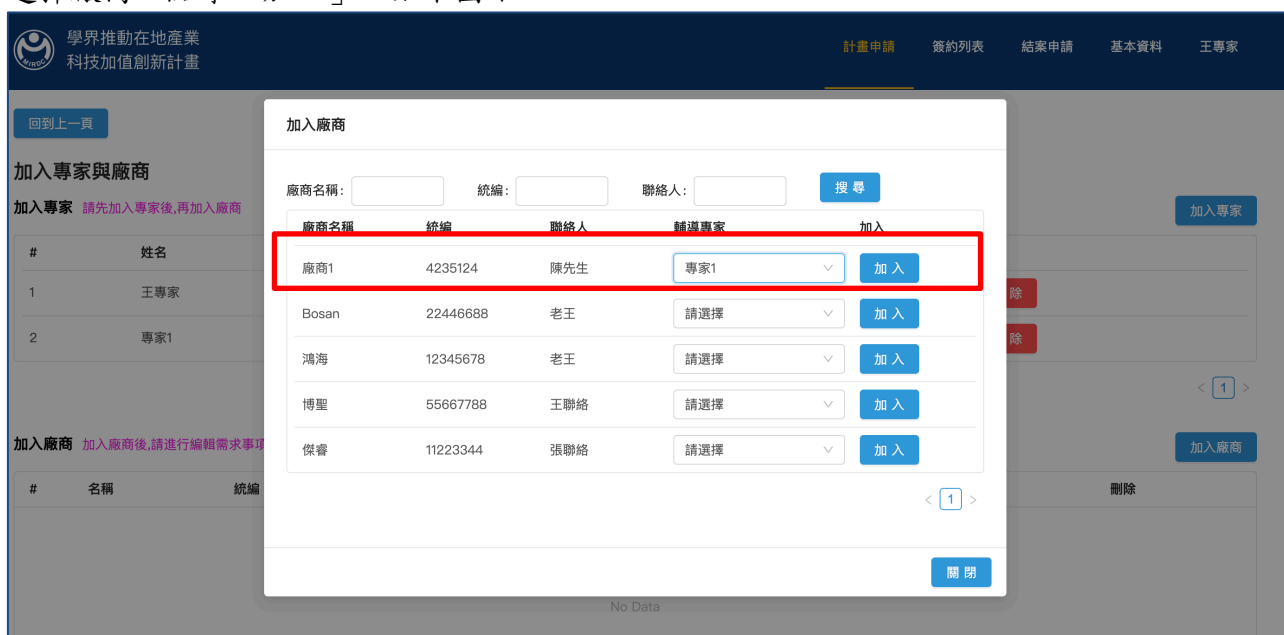 學界推動在地產業
科技加值創新計畫
MIROC
計畫申請 簽約列表 結案申請 基本資料 王專家
回到上一頁
加入專家與廠商
加入專家 請先加入專家後,再加入廠商
加入專家
# 姓名
1 王專家 除
2 專家1 除
< 1 >
加入廠商 加入廠商後,請進行編輯需求事項
加入廠商
# 名稱 統編 刪除
No Data
加入廠商
廠商名稱: 統編: 聯絡人: 搜尋
廠商名稱 統編 聯絡人 輔導專家 加入
廠商1 4235124 陳先生 專家1 加入
Bosan 22446688 老王 請選擇 加入
鴻海 12345678 老王 請選擇 加入
博聖 55667788 王聯絡 請選擇 加入
傑睿 11223344 張聯絡 請選擇 加入
< 1 >
關閉